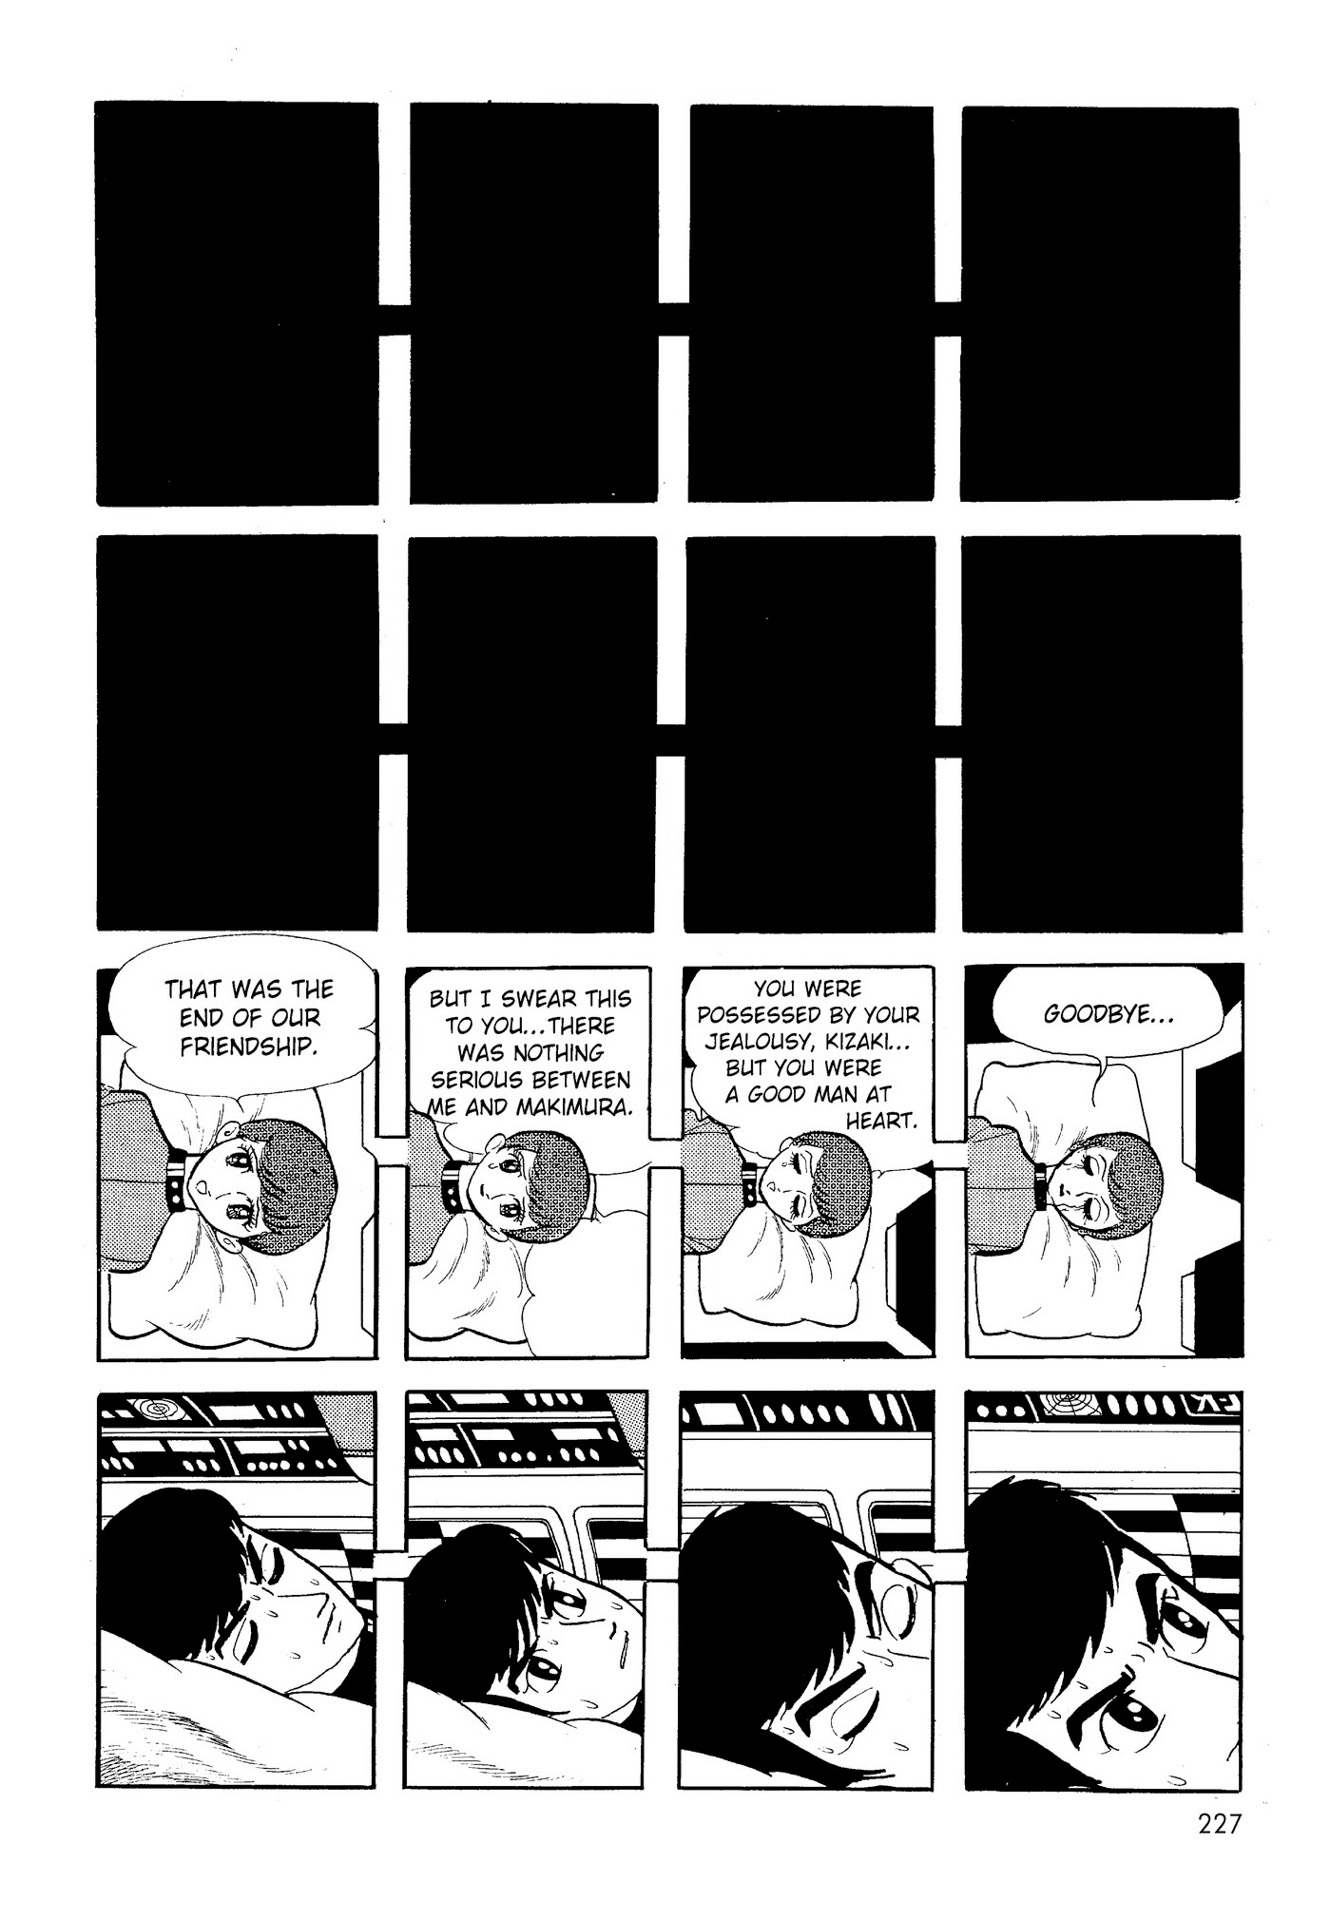 THAT WAS THE
END OF OUR
FRIENDSHIP.
BUT I SWEAR THIS
TO YOU...THERE
WAS NOTHING
SERIOUS BETWEEN
ME AND MAKIMURA.
YOU WERE
POSSESSED BY YOUR
JEALOUSY, KIZAKI...
BUT YOU WERE
A GOOD MAN AT
HEART.
GOODBYE...
227